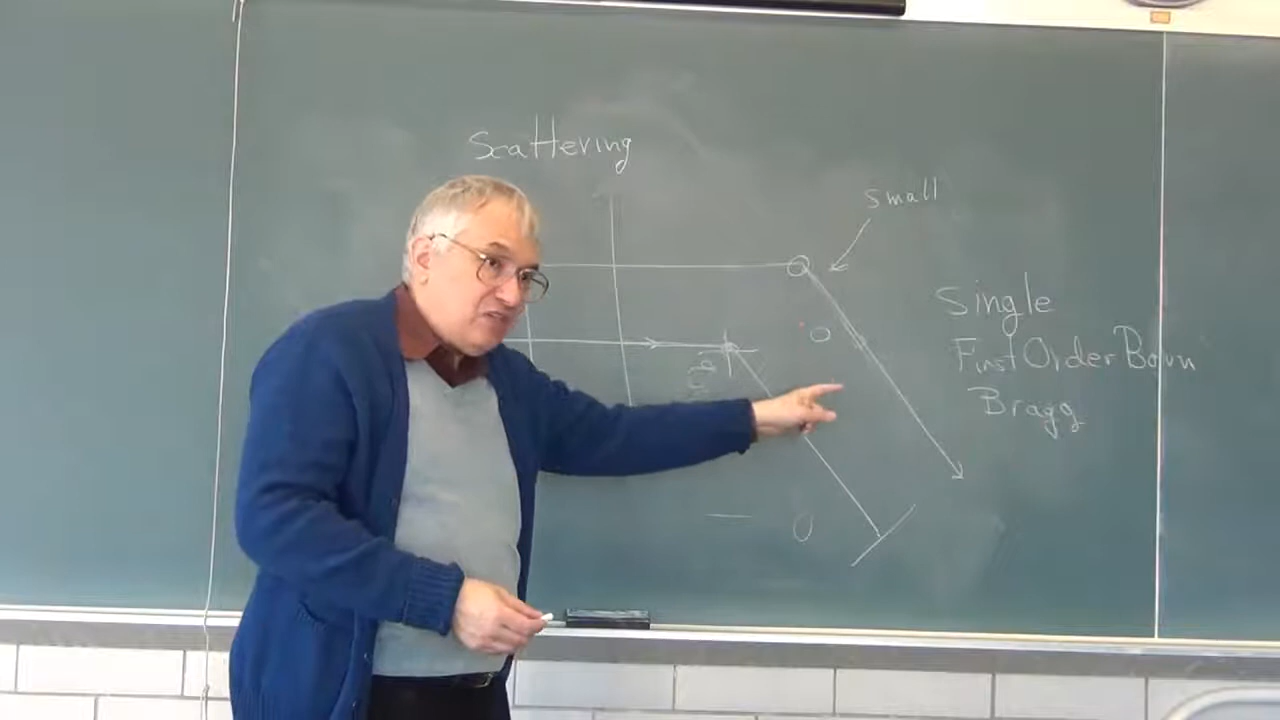 Scattering
small
Single
First Order Born
Bragg
O
O